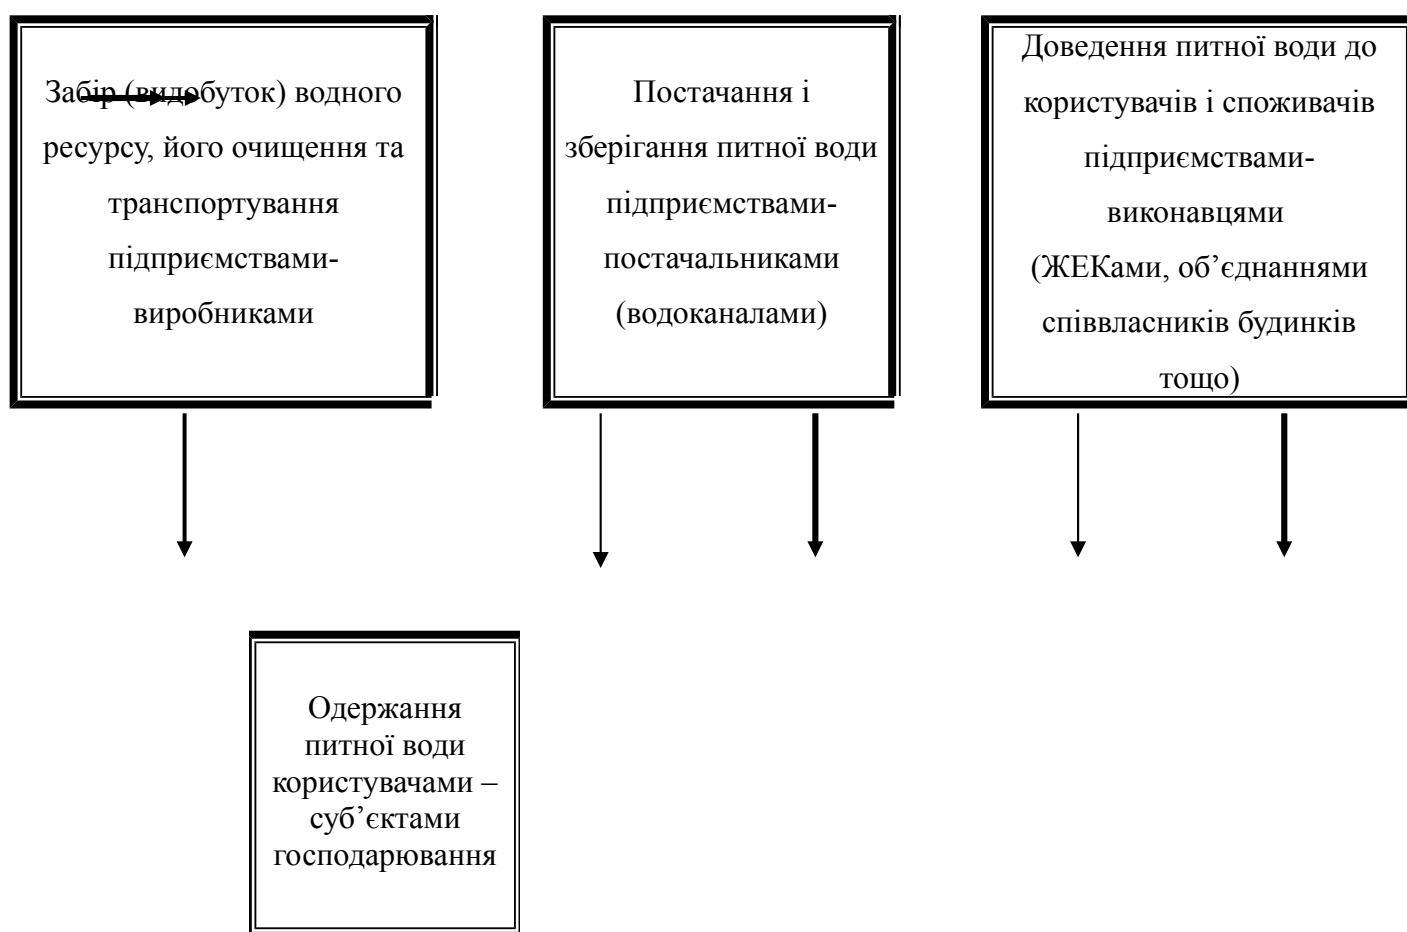 Забір (видобуток) водного
ресурсу, його очищення та
транспортування
підприємствами-
виробниками
Постачання і
зберігання питної води
підприємствами-
постачальниками
(водоканалами)
Доведення питної води до
користувачів і споживачів
підприємствами-
виконавцями
(ЖЕКами, об’єднаннями
співвласників будинків
тощо)
Одержання
питної води
користувачами –
суб’єктами
господарювання